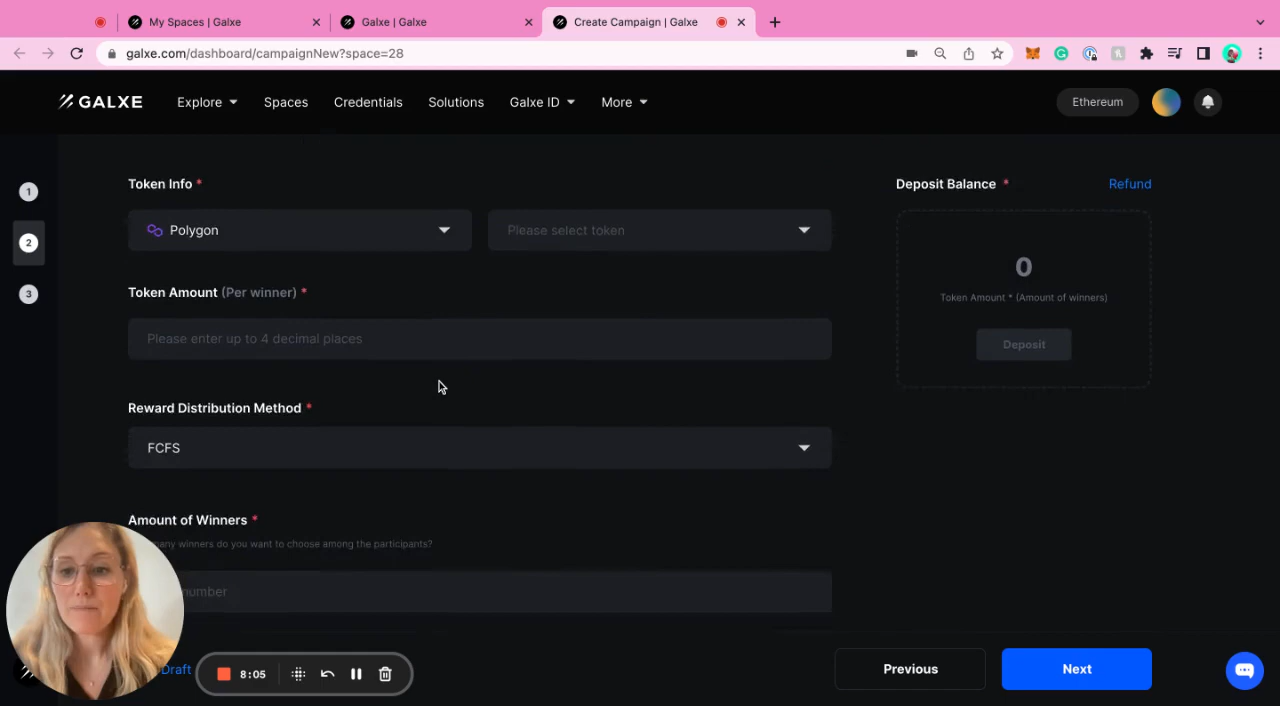 My Spaces | Galxe
Galxe | Galxe
Create Campaign | Galxe
galxe.com/dashboard/campaignNew?space=28
GALXE
Explore
Spaces
Credentials
Solutions
Galxe ID
More
Ethereum
1
2
3
Token Info *
Polygon
Please select token
Token Amount (Per winner) *
Please enter up to 4 decimal places
Reward Distribution Method *
FCFS
Amount of Winners *
many winners do you want to choose among the participants?
number
Deposit Balance *
Refund
0
Token Amount * (Amount of winners)
Deposit
Draft
8:05
Previous
Next